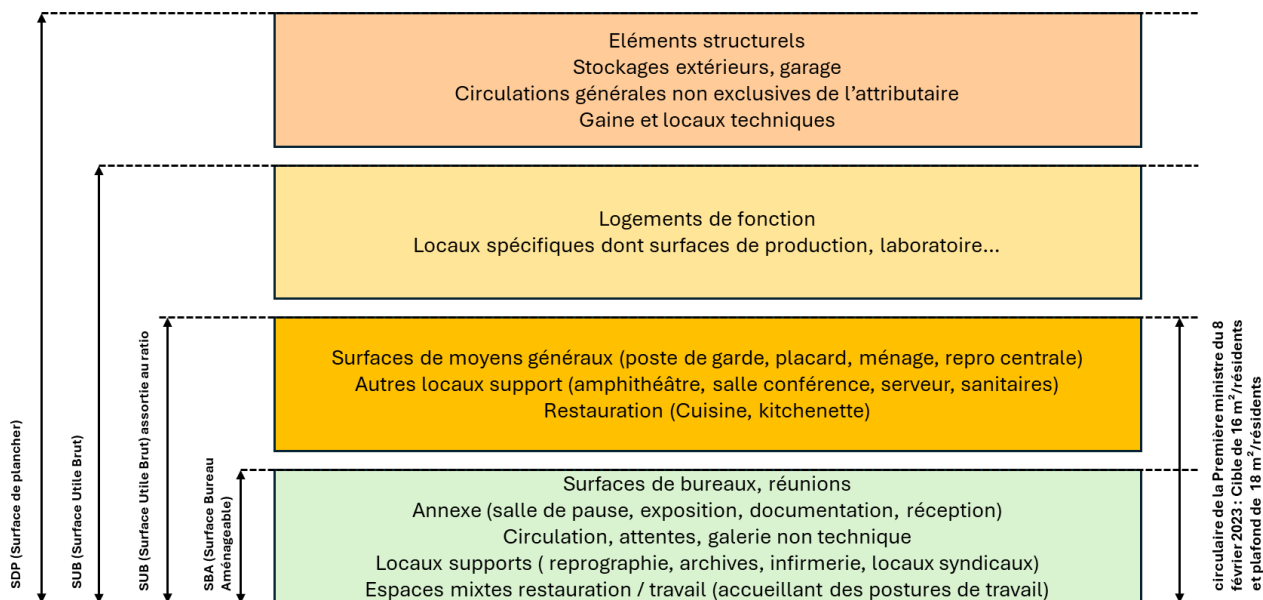 Eléments structurels
Stockages extérieurs, garage
Circulations générales non exclusives de l'attributaire
Gaine et locaux techniques
Logements de fonction
Locaux spécifiques dont surfaces de production, laboratoire...
Surfaces de moyens généraux (poste de garde, placard, ménage, repro centrale)
Autres locaux support (amphithéâtre, salle conférence, serveur, sanitaires)
Restauration (Cuisine, kitchenette)
Surfaces de bureaux, réunions
Annexe (salle de pause, exposition, documentation, réception)
Circulation, attentes, galerie non technique
Locaux supports ( reprographie, archives, infirmerie, locaux syndicaux)
Espaces mixtes restauration / travail (accueillant des postures de travail)
SDP (Surface de plancher)
SUB (Surface Utile Brut)
SUB (Surface Utile Brut) assortie au ratio
SBA (Surface Bureau
Aménageable)
circulaire de la Première ministre du 8
février 2023 : Cible de 16 m²/résidents
et plafond de 18 m²/résidents